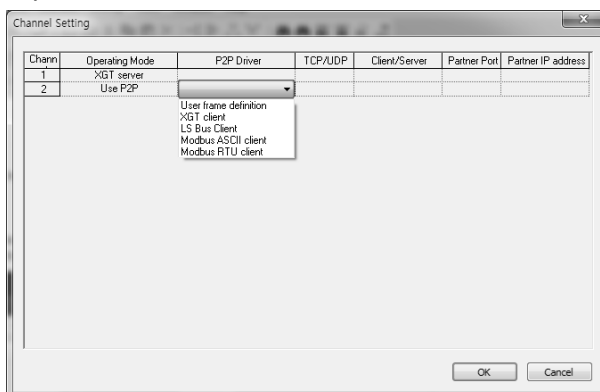 Channel Setting
Chann Operating Mode P2P Driver TCP/UDP Client/Server Partner Port Partner IP address
1 XGT server
2 Use P2P
User frame definition
XGT client
LS Bus Client
Modbus ASCII client
Modbus RTU client
OK Cancel